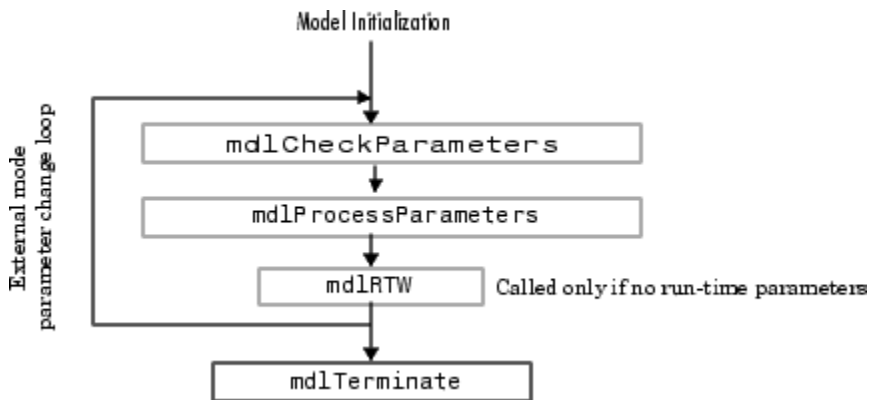 Model Initialization
External mode
parameter change loop
mdlCheckParameters
mdlProcessParameters
mdlRTW
Called only if no run-time parameters
mdlTerminate